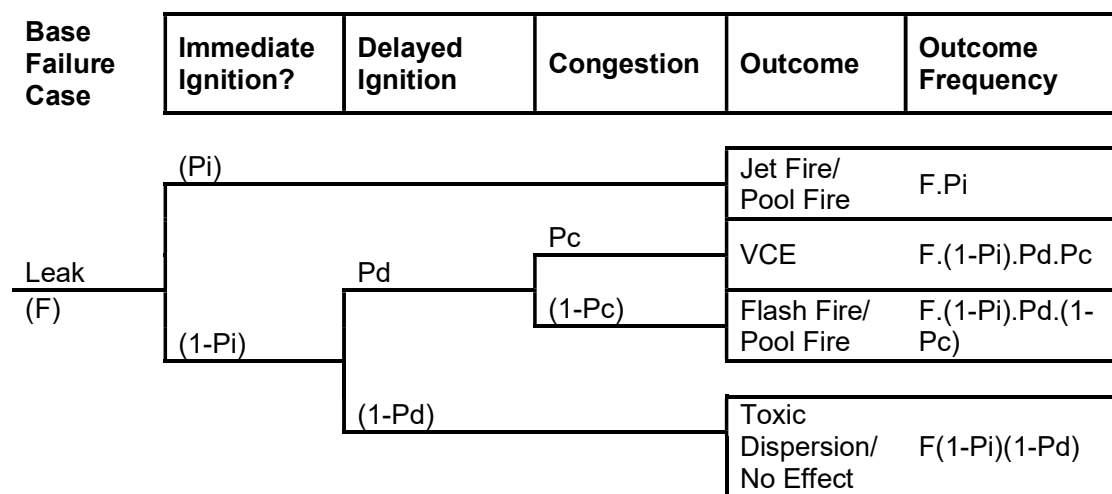 Base
Failure
Case
Immediate
Ignition?
Delayed
Ignition
Congestion
Outcome
Outcome
Frequency
(Pi)
Jet Fire/
Pool Fire
F.Pi
Pc
VCE
F.(1-Pi).Pd.Pc
Leak
(F)
Pd
(1-Pc)
Flash Fire/
Pool Fire
F.(1-Pi).Pd.(1-
Pc)
(1-Pi)
(1-Pd)
Toxic
Dispersion/
No Effect
F(1-Pi)(1-Pd)